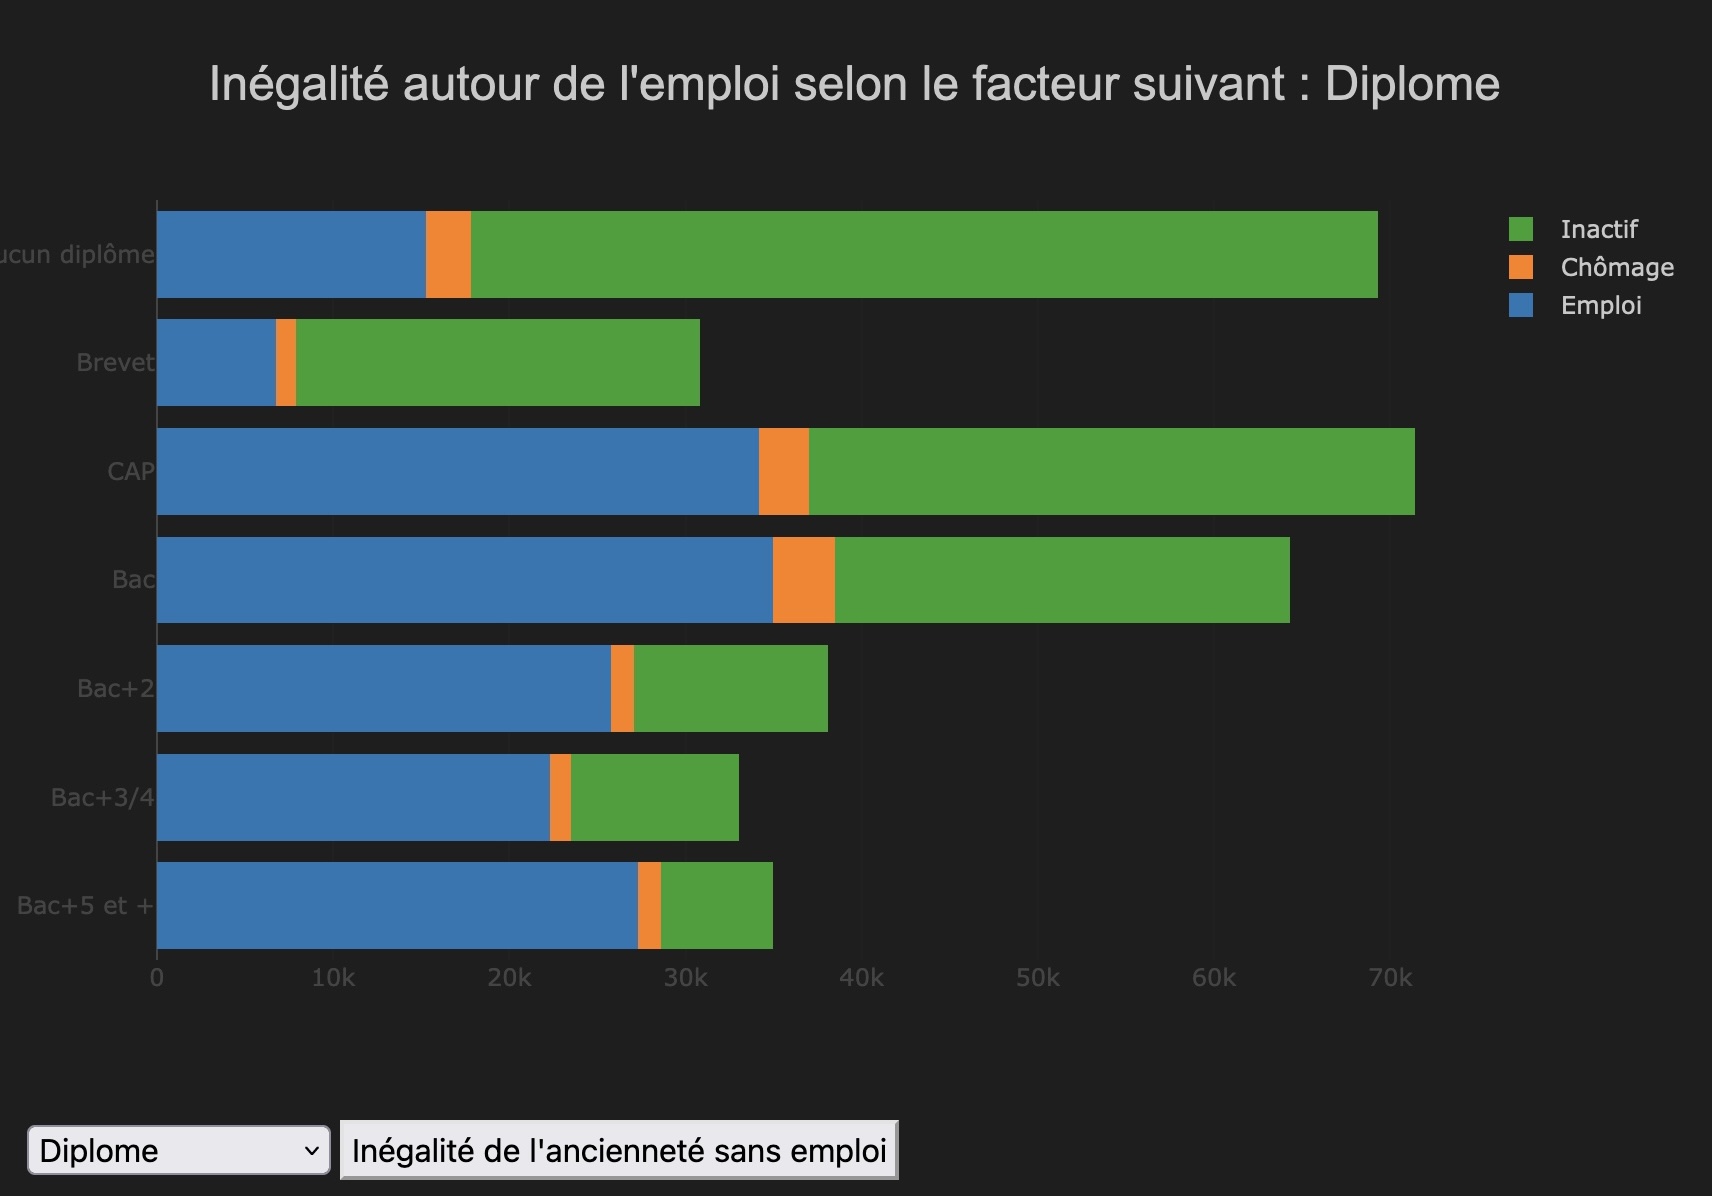 Inégalité autour de l'emploi selon le facteur suivant : Diplome
Inactif
Chômage
Emploi
ucun diplôme
Brevet
CAP
Bac
Bac+2
Bac+3/4
Bac+5 et +
0 10k 20k 30k 40k 50k 60k 70k
Diplome
Inégalité de l'ancienneté sans emploi